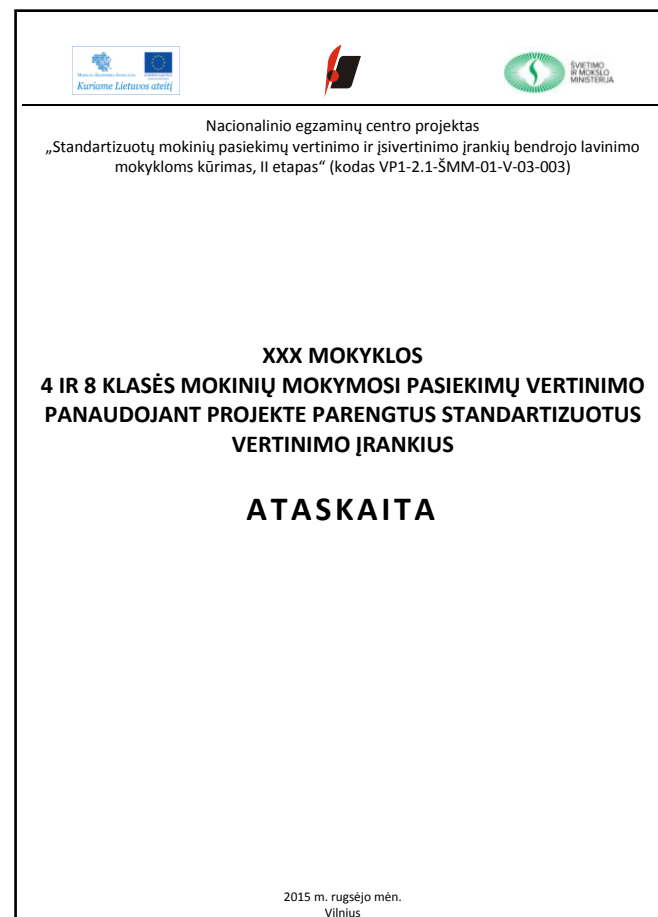 Kuriame Lietuvos ateitį
ŠVIETIMO
IR MOKSLO
MINISTERIJA
Nacionalinio egzaminų centro projektas
„Standartizuotų mokinių pasiekimų vertinimo ir įsivertinimo įrankių bendrojo lavinimo
mokykloms kūrimas, II etapas“ (kodas VP1-2.1-ŠMM-01-V-03-003)
XXX MOKYKLOS
4 IR 8 KLASĖS MOKINIŲ MOKYMOSI PASIEKIMŲ VERTINIMO
PANAUDOJANT PROJEKTE PARENGTUS STANDARTIZUOTUS
VERTINIMO ĮRANKIUS
ATASKAITA
2015 m. rugsėjo mėn.
Vilnius